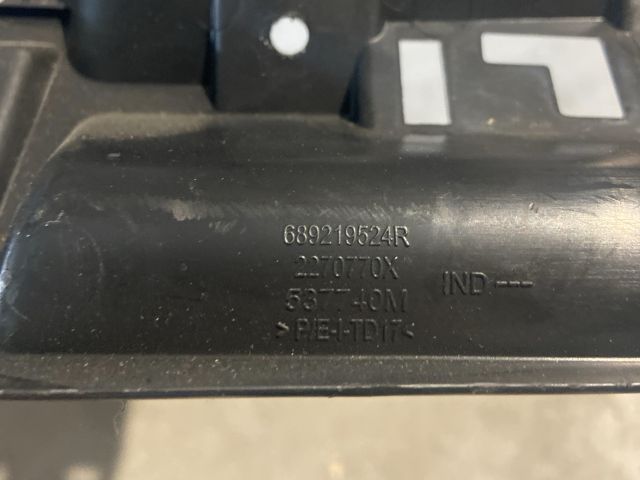 689219524R
2270770X
537740M
IND ---
>P/E-I-TD17<